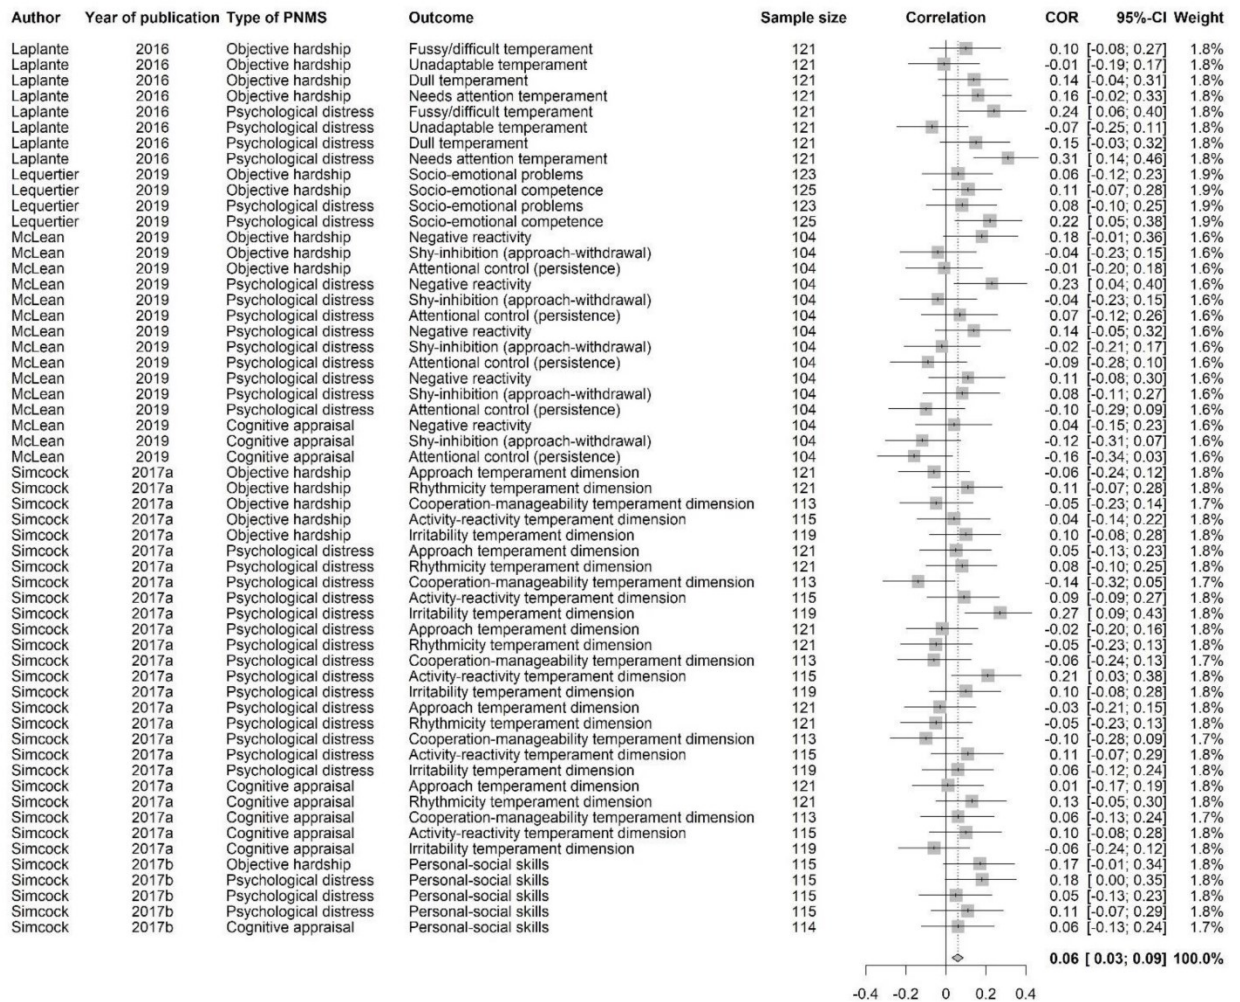 Author Year of publication Type of PNMS Outcome Sample size Correlation COR 95%-CI Weight
Laplante 2016 Objective hardship Fussy/difficult temperament 121 0.10 [-0.08; 0.27] 1.8%
Laplante 2016 Objective hardship Unadaptable temperament 121 -0.01 [-0.19; 0.17] 1.8%
Laplante 2016 Objective hardship Dull temperament 121 0.14 [-0.04; 0.31] 1.8%
Laplante 2016 Objective hardship Needs attention temperament 121 0.16 [-0.02; 0.33] 1.8%
Laplante 2016 Psychological distress Fussy/difficult temperament 121 0.24 [ 0.06; 0.40] 1.8%
Laplante 2016 Psychological distress Unadaptable temperament 121 -0.07 [-0.25; 0.11] 1.8%
Laplante 2016 Psychological distress Dull temperament 121 0.15 [-0.03; 0.32] 1.8%
Laplante 2016 Psychological distress Needs attention temperament 121 0.31 [ 0.14; 0.46] 1.8%
Lequertier 2019 Objective hardship Socio-emotional problems 123 0.06 [-0.12; 0.23] 1.9%
Lequertier 2019 Objective hardship Socio-emotional competence 125 0.11 [-0.07; 0.28] 1.9%
Lequertier 2019 Psychological distress Socio-emotional problems 123 0.08 [-0.10; 0.25] 1.9%
Lequertier 2019 Psychological distress Socio-emotional competence 125 0.22 [ 0.05; 0.38] 1.9%
McLean 2019 Objective hardship Negative reactivity 104 0.18 [-0.01; 0.36] 1.6%
McLean 2019 Objective hardship Shy-inhibition (approach-withdrawal) 104 -0.04 [-0.23; 0.15] 1.6%
McLean 2019 Objective hardship Attentional control (persistence) 104 -0.01 [-0.20; 0.18] 1.6%
McLean 2019 Psychological distress Negative reactivity 104 0.23 [ 0.04; 0.40] 1.6%
McLean 2019 Psychological distress Shy-inhibition (approach-withdrawal) 104 -0.04 [-0.23; 0.15] 1.6%
McLean 2019 Psychological distress Attentional control (persistence) 104 0.07 [-0.12; 0.26] 1.6%
McLean 2019 Psychological distress Negative reactivity 104 0.14 [-0.05; 0.32] 1.6%
McLean 2019 Psychological distress Shy-inhibition (approach-withdrawal) 104 -0.02 [-0.21; 0.17] 1.6%
McLean 2019 Psychological distress Attentional control (persistence) 104 -0.09 [-0.28; 0.10] 1.6%
McLean 2019 Psychological distress Negative reactivity 104 0.11 [-0.08; 0.30] 1.6%
McLean 2019 Psychological distress Shy-inhibition (approach-withdrawal) 104 0.08 [-0.11; 0.27] 1.6%
McLean 2019 Psychological distress Attentional control (persistence) 104 -0.10 [-0.29; 0.09] 1.6%
McLean 2019 Cognitive appraisal Negative reactivity 104 0.04 [-0.15; 0.23] 1.6%
McLean 2019 Cognitive appraisal Shy-inhibition (approach-withdrawal) 104 -0.12 [-0.31; 0.07] 1.6%
McLean 2019 Cognitive appraisal Attentional control (persistence) 104 -0.16 [-0.34; 0.03] 1.6%
Simcock 2017a Objective hardship Approach temperament dimension 121 -0.06 [-0.24; 0.12] 1.8%
Simcock 2017a Objective hardship Rhythmicity temperament dimension 121 0.11 [-0.07; 0.28] 1.8%
Simcock 2017a Objective hardship Cooperation-manageability temperament dimension 113 -0.05 [-0.23; 0.14] 1.7%
Simcock 2017a Objective hardship Activity-reactivity temperament dimension 115 0.04 [-0.14; 0.22] 1.8%
Simcock 2017a Objective hardship Irritability temperament dimension 119 0.10 [-0.08; 0.28] 1.8%
Simcock 2017a Psychological distress Approach temperament dimension 121 0.05 [-0.13; 0.23] 1.8%
Simcock 2017a Psychological distress Rhythmicity temperament dimension 121 0.08 [-0.10; 0.25] 1.8%
Simcock 2017a Psychological distress Cooperation-manageability temperament dimension 113 -0.14 [-0.32; 0.05] 1.7%
Simcock 2017a Psychological distress Activity-reactivity temperament dimension 115 0.09 [-0.09; 0.27] 1.8%
Simcock 2017a Psychological distress Irritability temperament dimension 119 0.27 [ 0.09; 0.43] 1.8%
Simcock 2017a Psychological distress Approach temperament dimension 121 -0.02 [-0.20; 0.16] 1.8%
Simcock 2017a Psychological distress Rhythmicity temperament dimension 121 -0.05 [-0.23; 0.13] 1.8%
Simcock 2017a Psychological distress Cooperation-manageability temperament dimension 113 -0.06 [-0.24; 0.13] 1.7%
Simcock 2017a Psychological distress Activity-reactivity temperament dimension 115 0.21 [ 0.03; 0.38] 1.8%
Simcock 2017a Psychological distress Irritability temperament dimension 119 0.10 [-0.08; 0.28] 1.8%
Simcock 2017a Psychological distress Approach temperament dimension 121 -0.03 [-0.21; 0.15] 1.8%
Simcock 2017a Psychological distress Rhythmicity temperament dimension 121 -0.05 [-0.23; 0.13] 1.8%
Simcock 2017a Psychological distress Cooperation-manageability temperament dimension 113 -0.10 [-0.28; 0.09] 1.7%
Simcock 2017a Psychological distress Activity-reactivity temperament dimension 115 0.11 [-0.07; 0.29] 1.8%
Simcock 2017a Psychological distress Irritability temperament dimension 119 0.06 [-0.12; 0.24] 1.8%
Simcock 2017a Cognitive appraisal Approach temperament dimension 121 0.01 [-0.17; 0.19] 1.8%
Simcock 2017a Cognitive appraisal Rhythmicity temperament dimension 121 0.13 [-0.05; 0.30] 1.8%
Simcock 2017a Cognitive appraisal Cooperation-manageability temperament dimension 113 0.06 [-0.13; 0.24] 1.7%
Simcock 2017a Cognitive appraisal Activity-reactivity temperament dimension 115 0.10 [-0.08; 0.28] 1.8%
Simcock 2017a Cognitive appraisal Irritability temperament dimension 119 -0.06 [-0.24; 0.12] 1.8%
Simcock 2017b Objective hardship Personal-social skills 115 0.17 [-0.01; 0.34] 1.8%
Simcock 2017b Psychological distress Personal-social skills 115 0.18 [ 0.00; 0.35] 1.8%
Simcock 2017b Psychological distress Personal-social skills 115 0.05 [-0.13; 0.23] 1.8%
Simcock 2017b Psychological distress Personal-social skills 115 0.11 [-0.07; 0.29] 1.8%
Simcock 2017b Cognitive appraisal Personal-social skills 114 0.06 [-0.13; 0.24] 1.7%
0.06 [ 0.03; 0.09] 100.0%
-0.4 -0.2 0 0.2 0.4